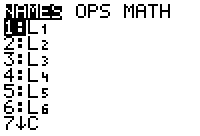 NAMES OPS MATH
1:L₁
2:L₂
3:L₃
4:L₄
5:L₅
6:L₆
7↓C